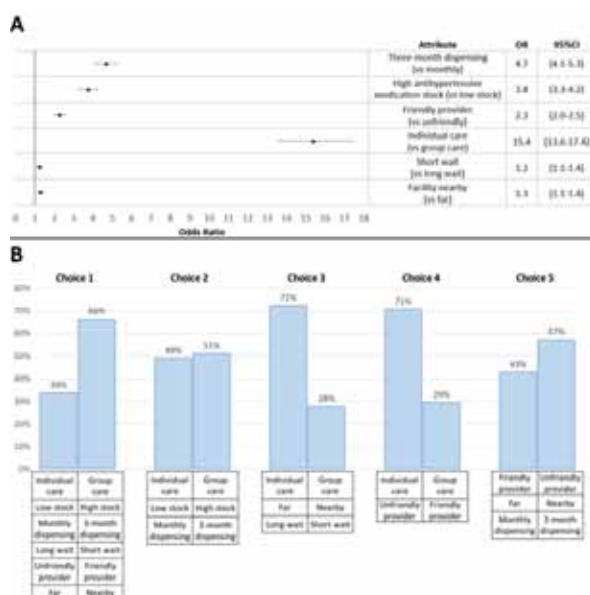 A
Attribute OR 95%CI
Three-month dispensing 4.7 (4.1-5.3)
(vs monthly)
High antihypertensive 3.8 (3.3-4.2)
medication stock (vs low stock)
Friendly provider 2.3 (2.0-2.5)
(vs unfriendly)
Individual care 15.4 (13.6-17.4)
(vs group care)
Short wait 1.2 (1.1-1.4)
(vs long wait)
Facility nearby 1.3 (1.1-1.4)
(vs far)
0 1 2 3 4 5 6 7 8 9 10 11 12 13 14 15 16 17 18
Odds Ratio
B
Choice 1 Choice 2 Choice 3 Choice 4 Choice 5
80%
70%
60%
50%
40%
30%
20%
10%
0%
66% 49% 51% 72% 28% 71% 29% 43% 57%
Individual care Group care
Low stock High stock
Monthly dispensing 3-month dispensing
Long wait Short wait
Unfriendly provider Friendly provider
Far Nearby
Individual care Group care
Low stock High stock
Monthly dispensing 3-month dispensing
Individual care Group care
Far Nearby
Long wait Short wait
Individual care Group care
Unfriendly provider Friendly provider
Friendly provider Unfriendly provider
Far Nearby
Monthly dispensing 3-month dispensing